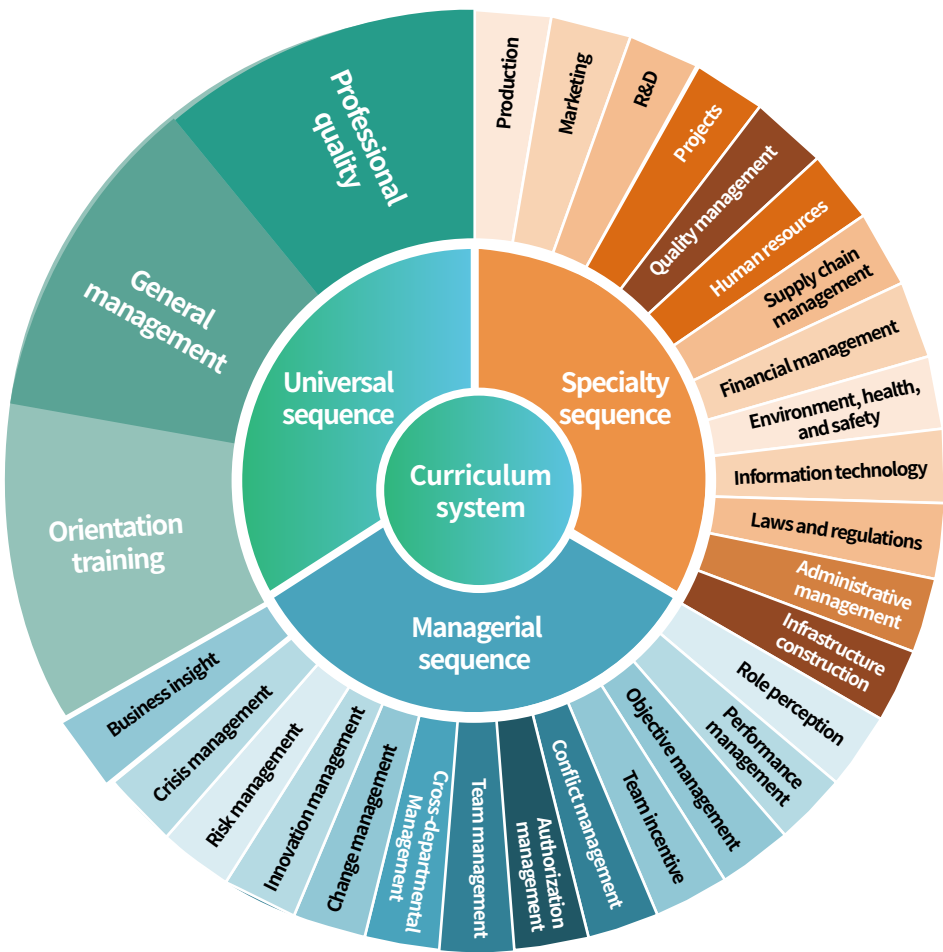 Curriculum
system
Universal
sequence
Specialty
sequence
Managerial
sequence
Professional
quality
General
management
Orientation
training
Production
Marketing
R&D
Projects
Quality management
Human resources
Supply chain
management
Financial management
Environment, health,
and safety
Information technology
Laws and regulations
Administrative
management
Infrastructure
construction
Role perception
Performance
management
Objective management
Team incentive
Conflict management
Authorization
management
Team management
Cross-departmental
Management
Change management
Innovation management
Risk management
Crisis management
Business insight